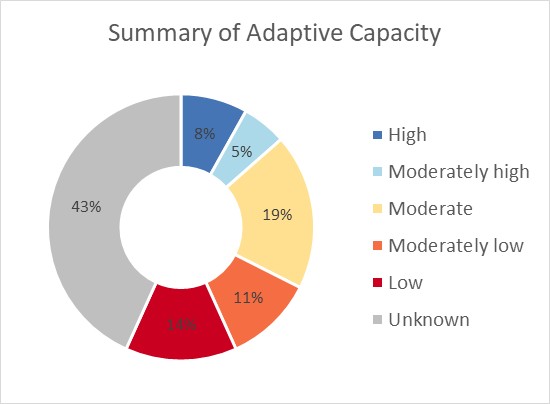 Summary of Adaptive Capacity
8%
5%
19%
11%
14%
43%
High
Moderately high
Moderate
Moderately low
Low
Unknown